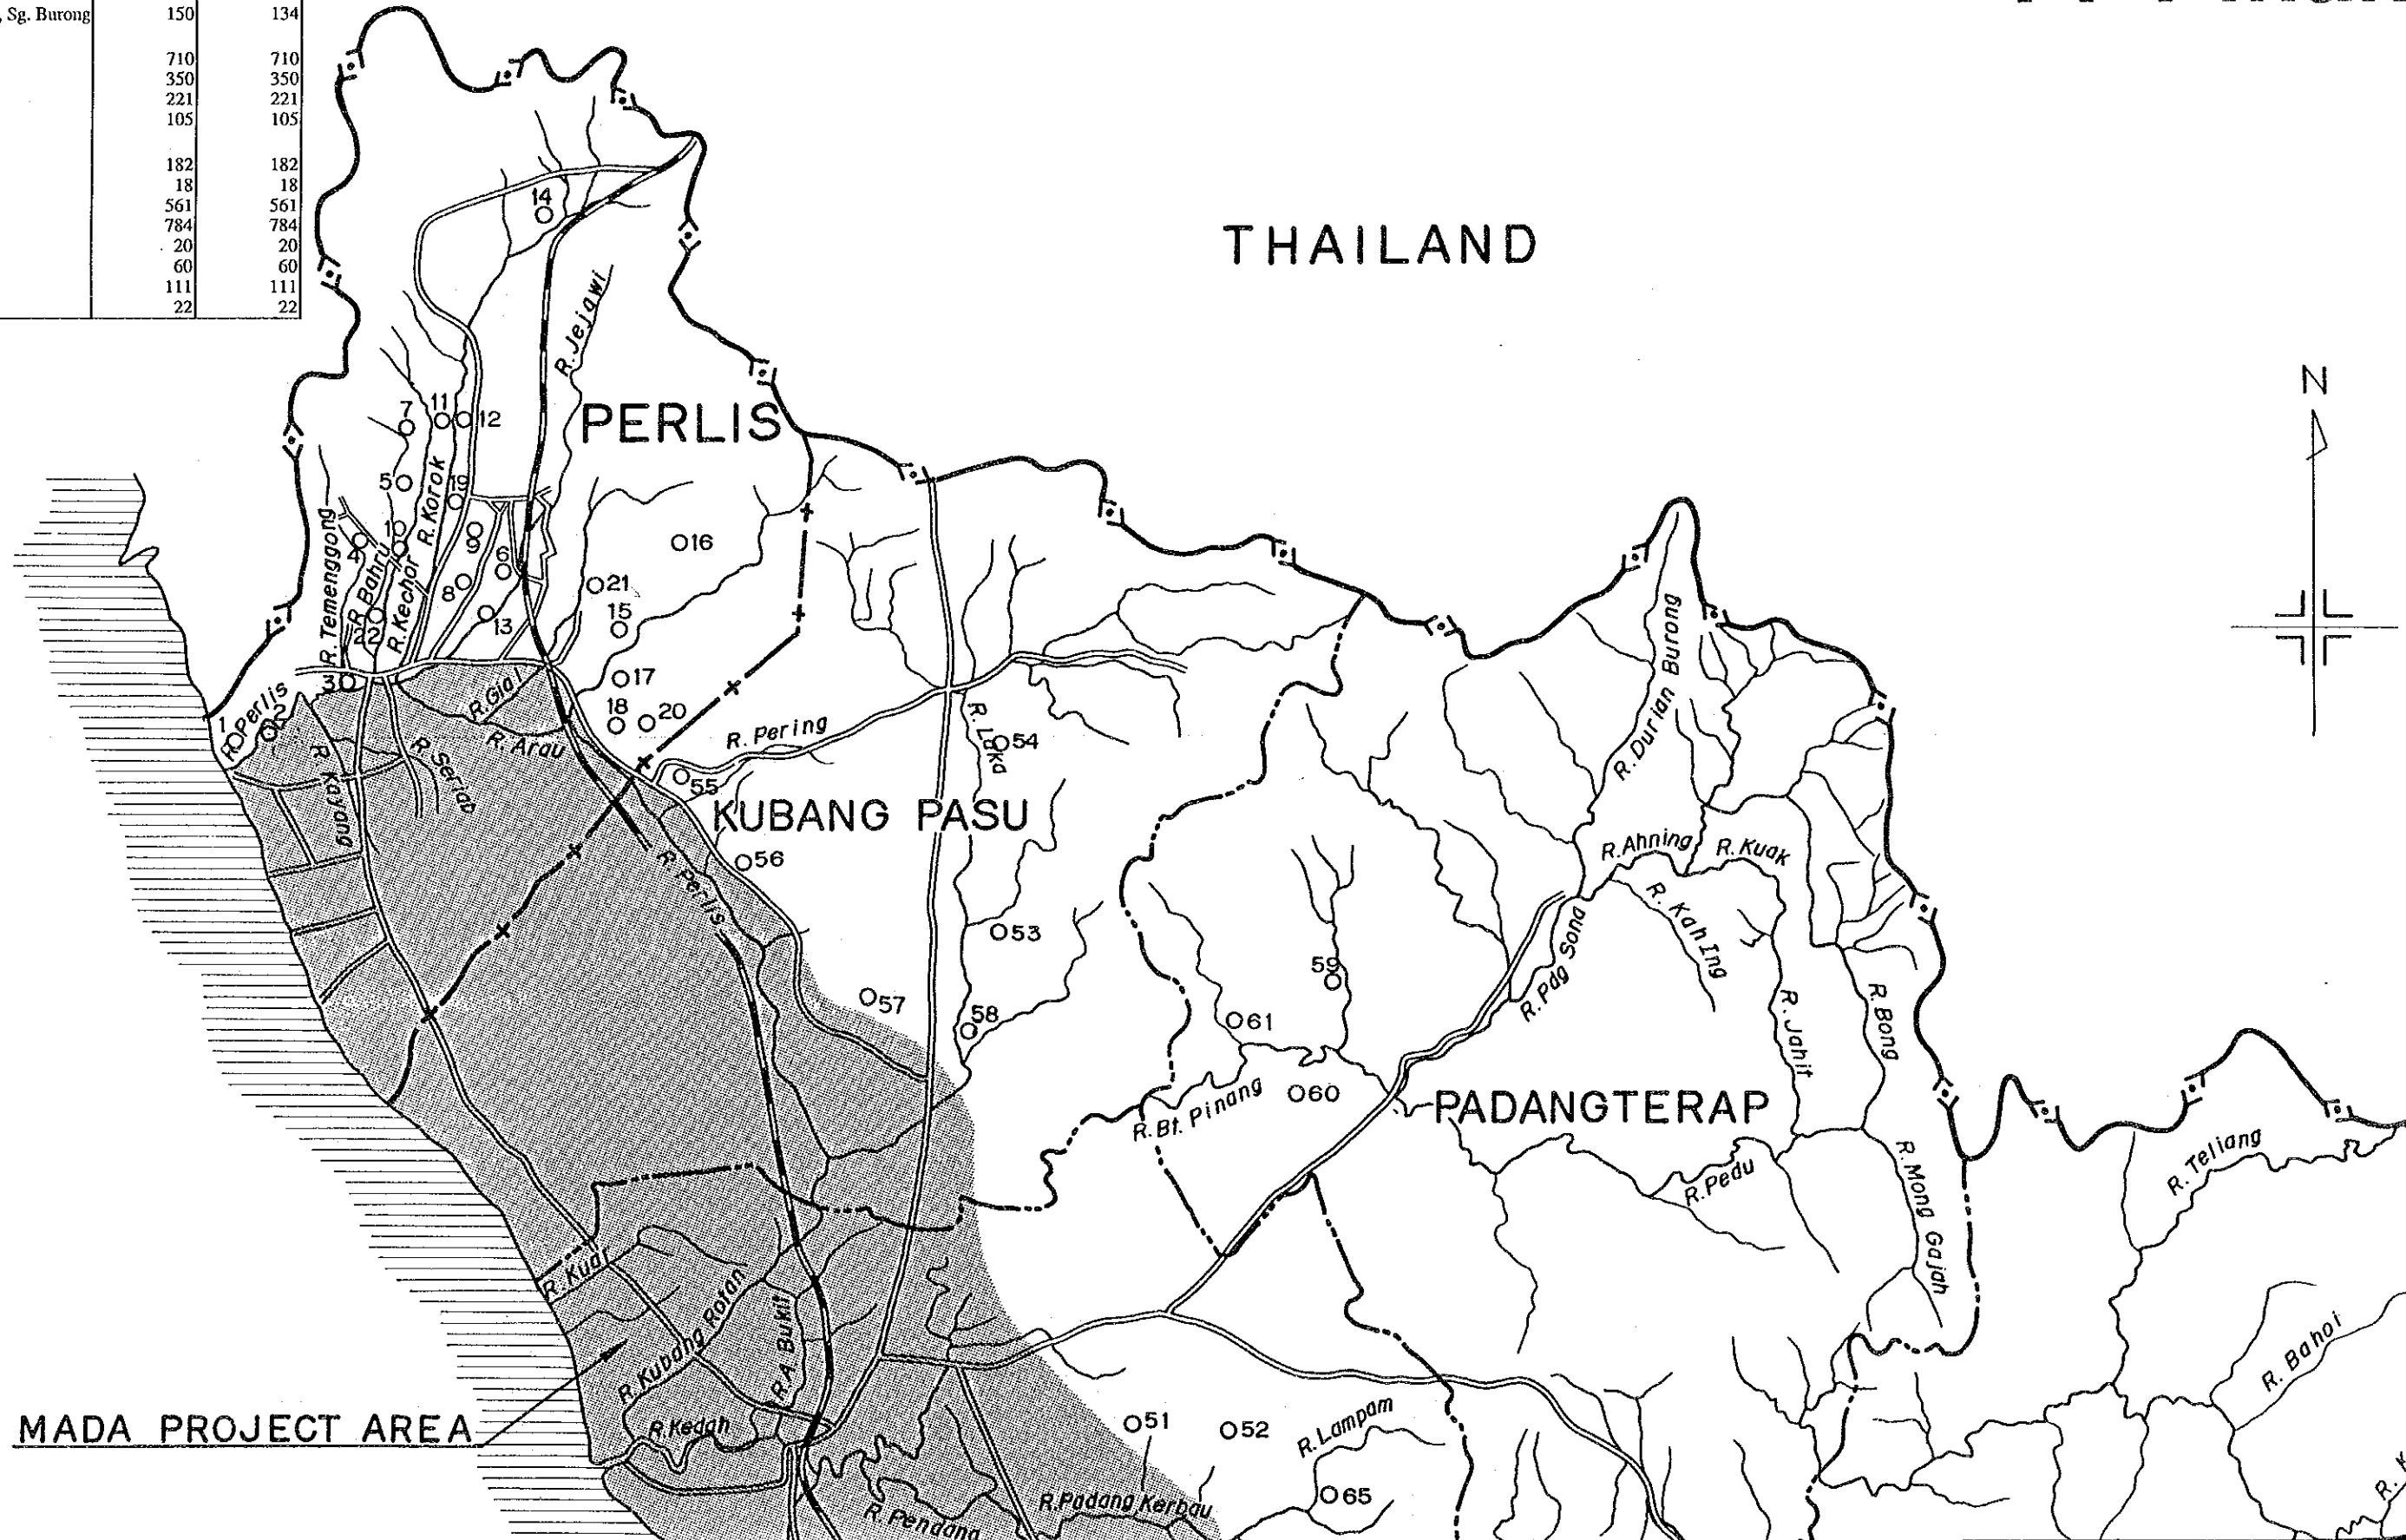 , Sg. Burong 150 134
710 710
350 350
221 221
105 105
182 182
18 18
561 561
784 784
20 20
60 60
111 111
22 22
THAILAND
N
14
R. Jejawi
PERLIS
7
11
12
5
19
R. Korok
R. Temenggong
10
4
9
6
16
R. Bahru
R. Kechor
8
21
15
13
22
3
17
R. Gial
1
R. Perlis
2
18
20
R. Arau
R. Pering
R. Laka
54
R. Kayang
R. Seriab
55
KUBANG PASU
R. Durian Burong
56
R. Perlis
R. Ahning
R. Kuak
R. Kah Ing
53
R. Pdg Sana
59
57
58
61
R. Jahit
R. Bong
60
R. Bt. Pinang
PADANGTERAP
R. Pedu
R. Mong Gajah
R. Teliang
R. Kual
R. Kubang Rotan
R. A Bukit
R. Bahoi
MADA PROJECT AREA
R. Kedah
51
52
R. Lampam
65
R. Padang Kerbau
R. Pendang